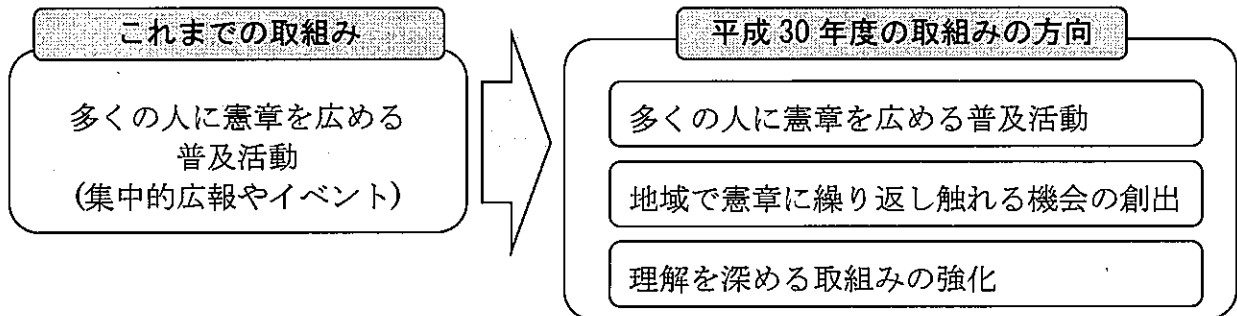 これまでの取組み
多くの人に憲章を広める
普及活動
(集中的広報やイベント)
平成30年度の取組みの方向
多くの人に憲章を広める普及活動
地域で憲章に繰り返し触れる機会の創出
理解を深める取組みの強化